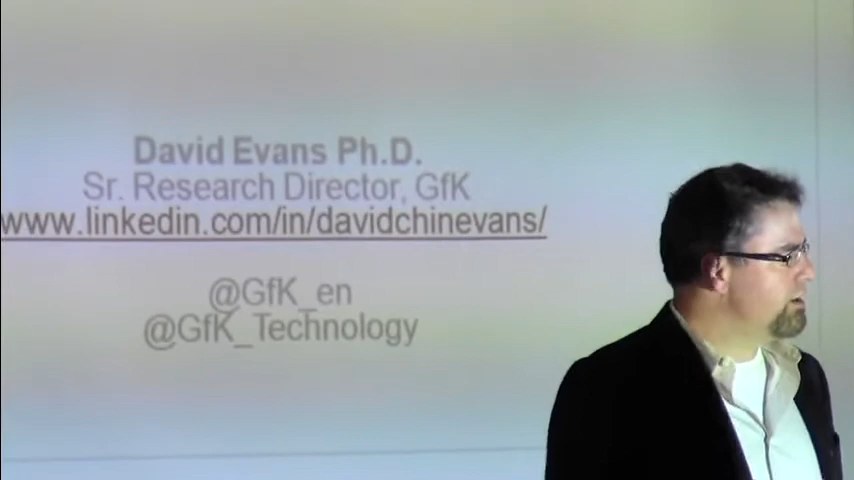 David Evans Ph.D.
Sr. Research Director, GfK
www.linkedin.com/in/davidchinevans/
@GfK_en
@GfK_Technology